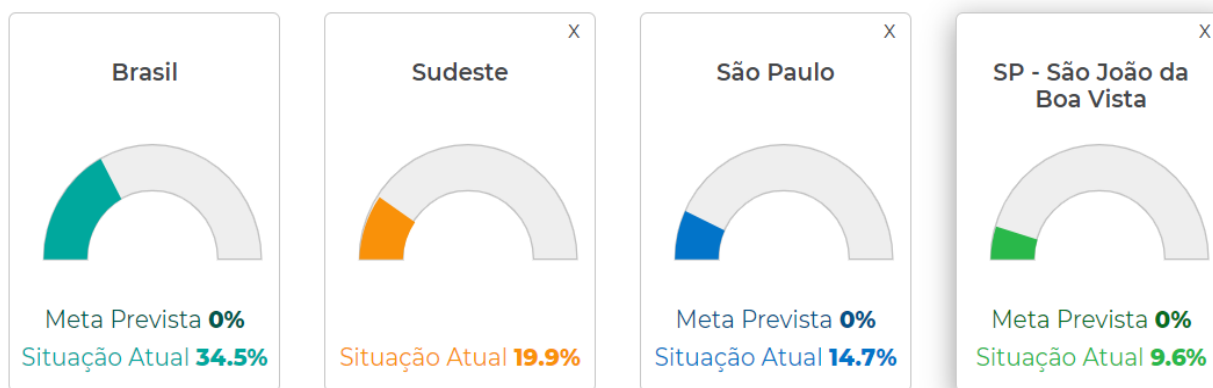 Brasil
Meta Prevista 0%
Situação Atual 34.5%
X
Sudeste
Situação Atual 19.9%
X
São Paulo
Meta Prevista 0%
Situação Atual 14.7%
X
SP - São João da
Boa Vista
Meta Prevista 0%
Situação Atual 9.6%